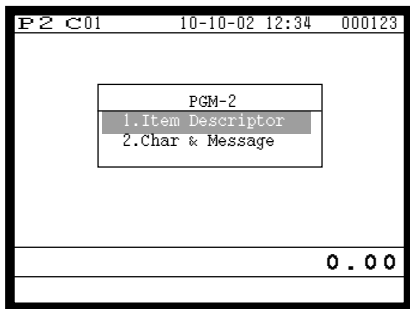 P2 C01 10-10-02 12:34 000123
PGM-2
1.Item Descriptor
2.Char & Message
0.00